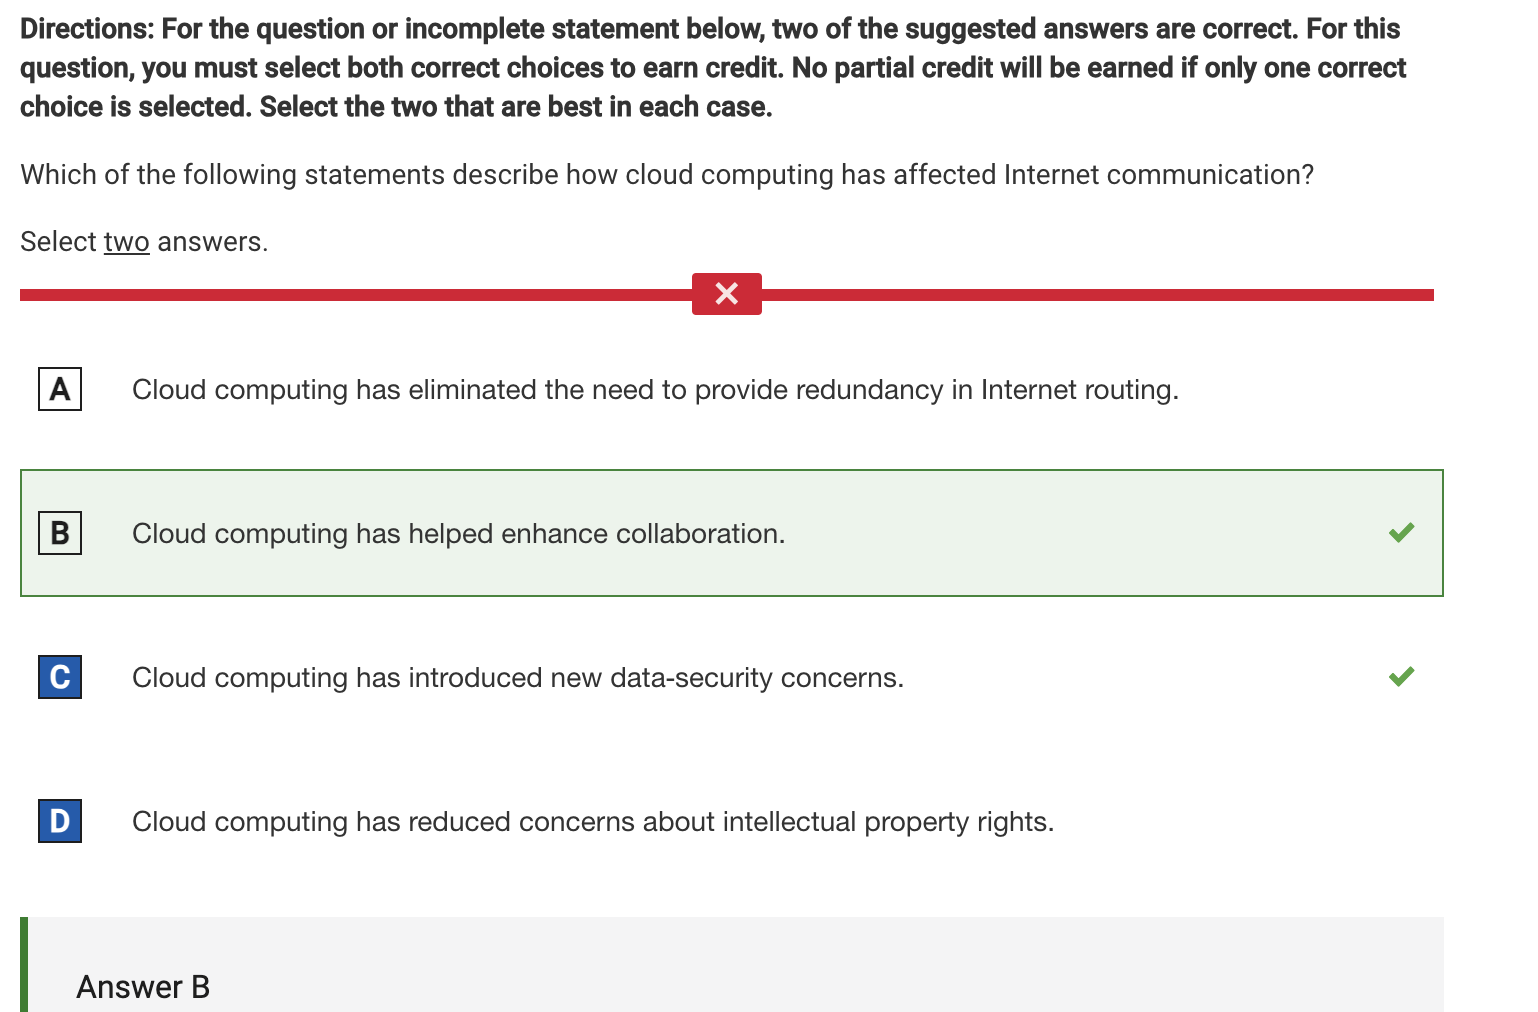 Directions: For the question or incomplete statement below, two of the suggested answers are correct. For this
question, you must select both correct choices to earn credit. No partial credit will be earned if only one correct
choice is selected. Select the two that are best in each case.
Which of the following statements describe how cloud computing has affected Internet communication?
Select two answers.
A Cloud computing has eliminated the need to provide redundancy in Internet routing.
B Cloud computing has helped enhance collaboration.
C Cloud computing has introduced new data-security concerns.
D Cloud computing has reduced concerns about intellectual property rights.
Answer B